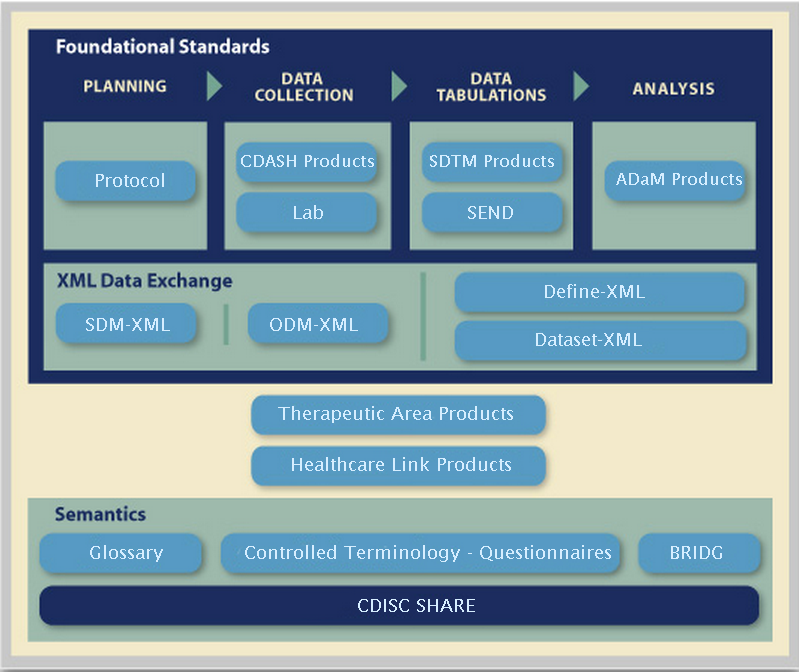 Foundational Standards
PLANNING
DATA
COLLECTION
DATA
TABULATIONS
ANALYSIS
Protocol
CDASH Products
Lab
SDTM Products
SEND
ADaM Products
XML Data Exchange
SDM-XML
ODM-XML
Define-XML
Dataset-XML
Therapeutic Area Products
Healthcare Link Products
Semantics
Glossary
Controlled Terminology - Questionnaires
BRIDG
CDISC SHARE